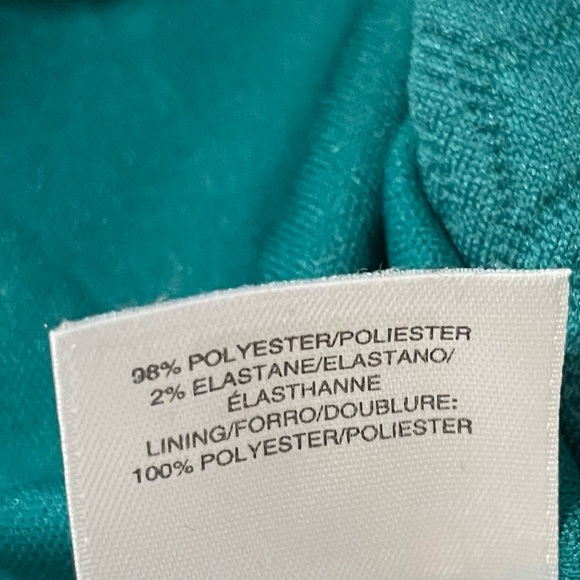 98% POLYESTER/POLIESTER
2% ELASTANE/ELASTANO/
ÉLASTHANNE
LINING/FORRO/DOUBLURE:
100% POLYESTER/POLIESTER